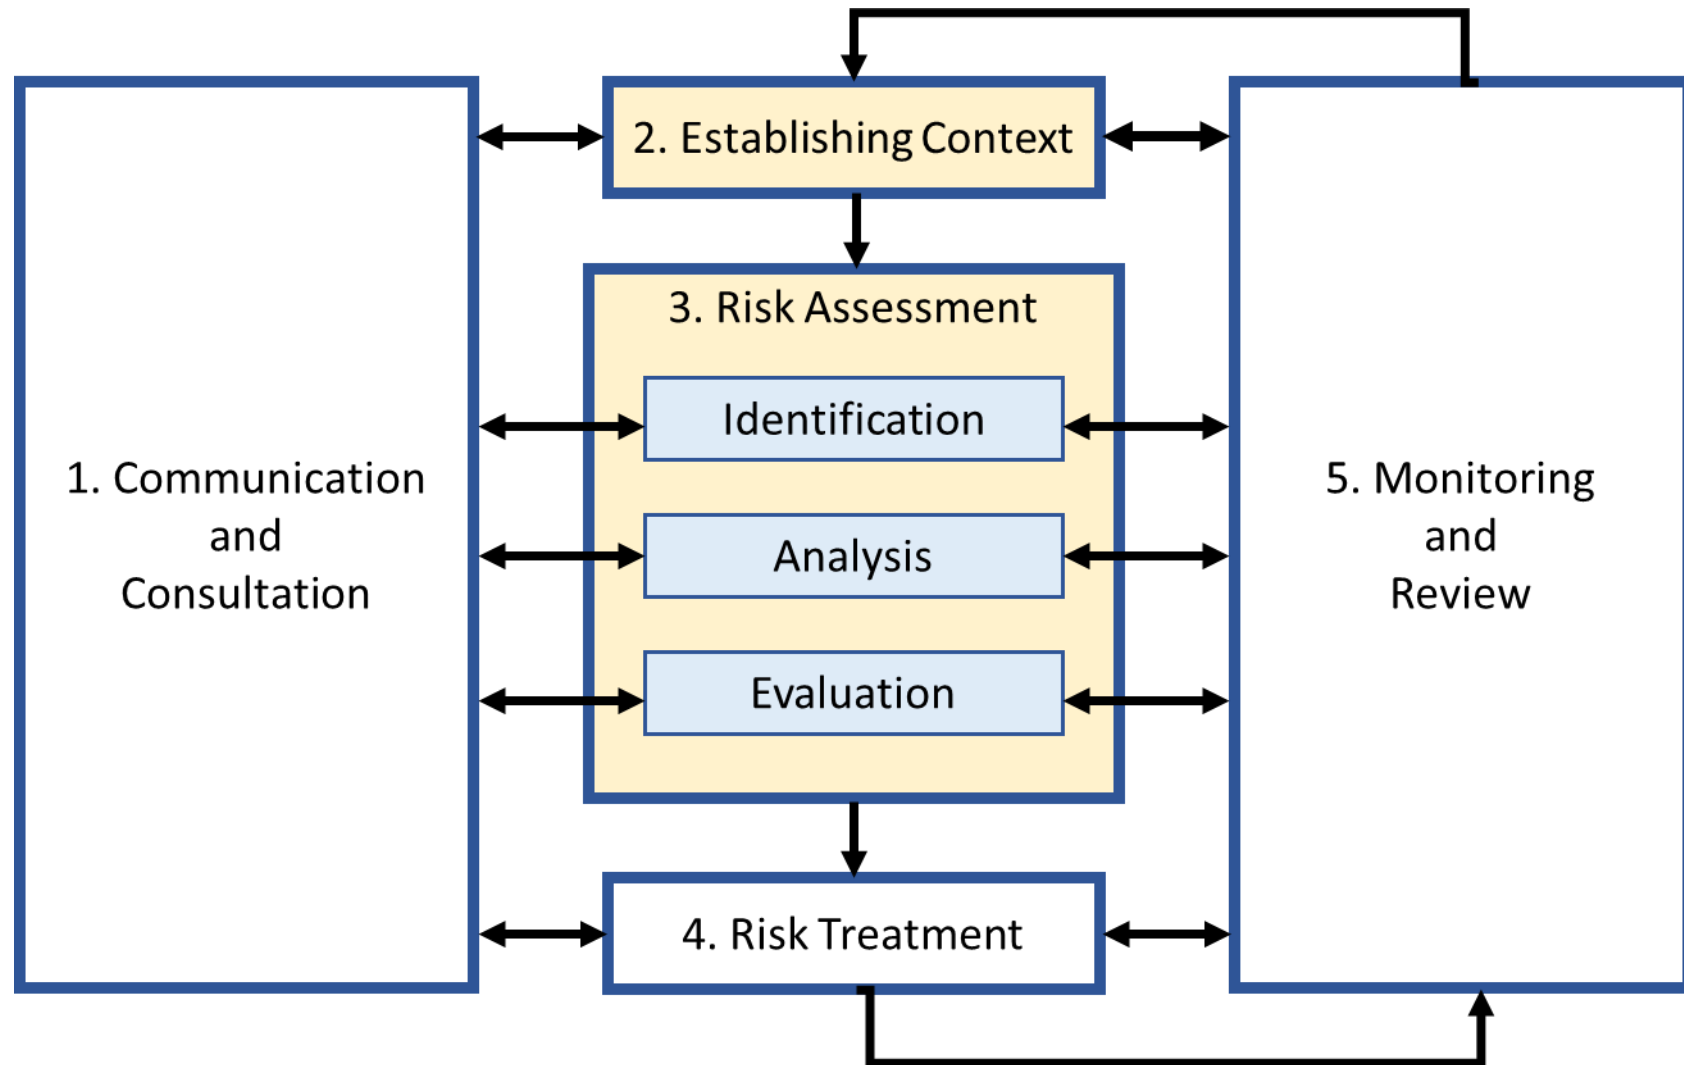 1. Communication
and
Consultation
2. Establishing Context
3. Risk Assessment
Identification
Analysis
Evaluation
4. Risk Treatment
5. Monitoring
and
Review